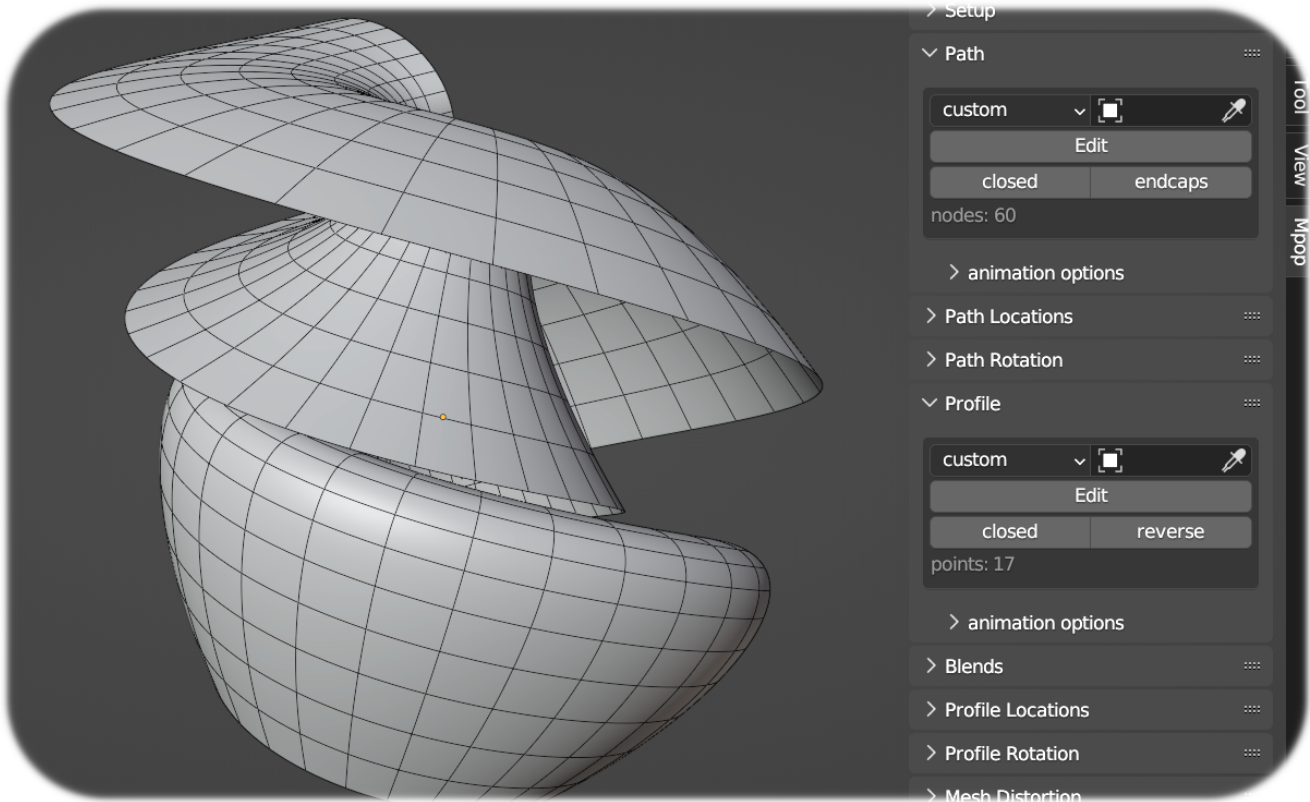 Setup
Path
custom
Edit
closed endcaps
nodes: 60
animation options
Path Locations
Path Rotation
Profile
custom
Edit
closed reverse
points: 17
animation options
Blends
Profile Locations
Profile Rotation
Mesh Distortion
Tool
View
Mpop